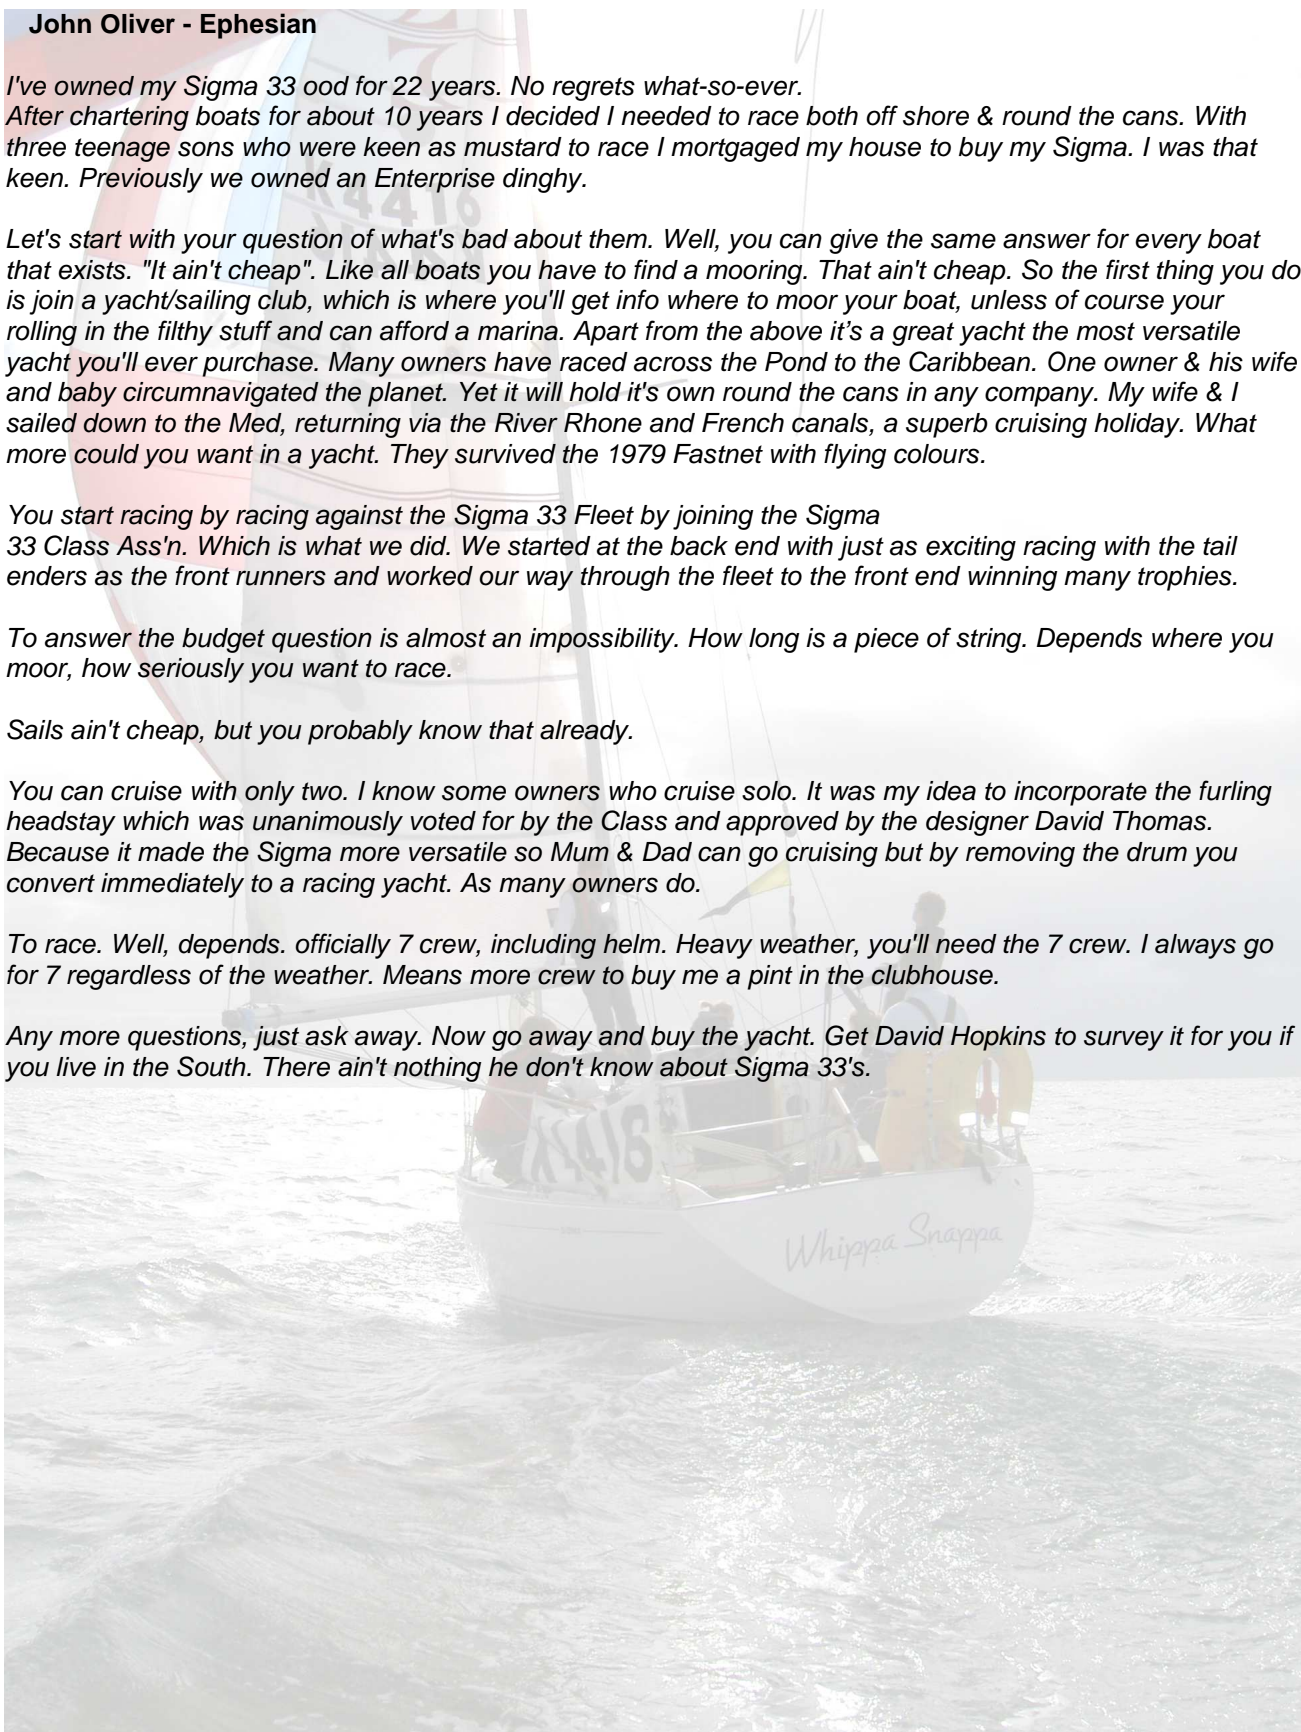 John Oliver - Ephesian
I've owned my Sigma 33 ood for 22 years. No regrets what-so-ever.
After chartering boats for about 10 years I decided I needed to race both off shore & round the cans. With
three teenage sons who were keen as mustard to race I mortgaged my house to buy my Sigma. I was that
keen. Previously we owned an Enterprise dinghy.
K4416
Let's start with your question of what's bad about them. Well, you can give the same answer for every boat
that exists. "It ain't cheap". Like all boats you have to find a mooring. That ain't cheap. So the first thing you do
is join a yacht/sailing club, which is where you'll get info where to moor your boat, unless of course your
rolling in the filthy stuff and can afford a marina. Apart from the above it’s a great yacht the most versatile
yacht you'll ever purchase. Many owners have raced across the Pond to the Caribbean. One owner & his wife
and baby circumnavigated the planet. Yet it will hold it's own round the cans in any company. My wife & I
sailed down to the Med, returning via the River Rhone and French canals, a superb cruising holiday. What
more could you want in a yacht. They survived the 1979 Fastnet with flying colours.
You start racing by racing against the Sigma 33 Fleet by joining the Sigma
33 Class Ass'n. Which is what we did. We started at the back end with just as exciting racing with the tail
enders as the front runners and worked our way through the fleet to the front end winning many trophies.
To answer the budget question is almost an impossibility. How long is a piece of string. Depends where you
moor, how seriously you want to race.
Sails ain't cheap, but you probably know that already.
You can cruise with only two. I know some owners who cruise solo. It was my idea to incorporate the furling
headstay which was unanimously voted for by the Class and approved by the designer David Thomas.
Because it made the Sigma more versatile so Mum & Dad can go cruising but by removing the drum you
convert immediately to a racing yacht. As many owners do.
To race. Well, depends. officially 7 crew, including helm. Heavy weather, you'll need the 7 crew. I always go
for 7 regardless of the weather. Means more crew to buy me a pint in the clubhouse.
Any more questions, just ask away. Now go away and buy the yacht. Get David Hopkins to survey it for you if
you live in the South. There ain't nothing he don't know about Sigma 33's.
K4416
Whippa Snappa